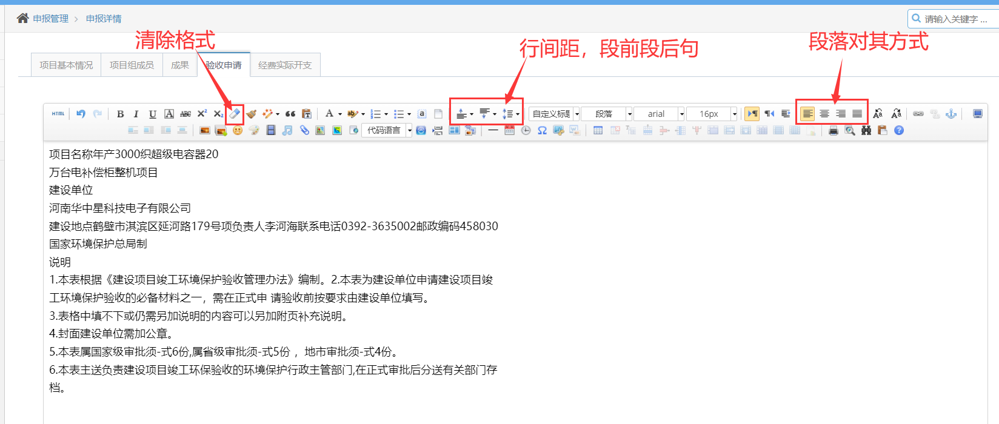 申报管理 > 申报详情
请输入关键字 ...
清除格式
行间距，段前段后句
段落对其方式
项目基本情况 项目组成员 成果 验收申请 经费实际开支
HTML B I U A ABC X² X₂ A ab a 自定义标题 段落 arial 16px
代码语言
项目名称年产3000织超级电容器20
万台电补偿柜整机项目
建设单位
河南华中星科技电子有限公司
建设地点鹤壁市淇滨区延河路179号项负责人李河海联系电话0392-3635002邮政编码458030
国家环境保护总局制
说明
1.本表根据《建设项目竣工环境保护验收管理办法》编制。2.本表为建设单位申请建设项目竣
工环境保护验收的必备材料之一，需在正式申 请验收前按要求由建设单位填写。
3.表格中填不下或仍需另加说明的内容可以另加附页补充说明。
4.封面建设单位需加公章。
5.本表属国家级审批须-式6份,属省级审批须-式5份 ，地市审批须-式4份。
6.本表主送负责建设项目竣工环保验收的环境保护行政主管部门,在正式审批后分送有关部门存
档。